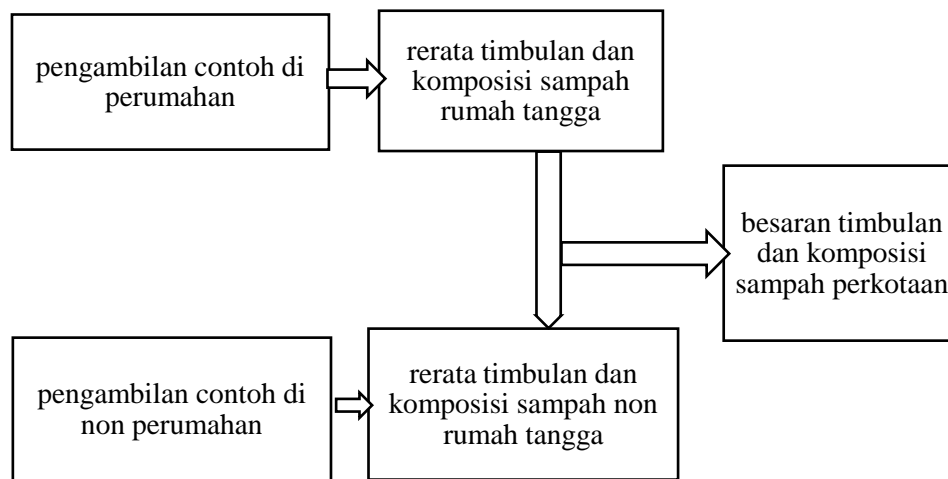 pengambilan contoh di
perumahan
rerata timbulan dan
komposisi sampah
rumah tangga
besaran timbulan
dan komposisi
sampah perkotaan
pengambilan contoh di
non perumahan
rerata timbulan dan
komposisi sampah non
rumah tangga